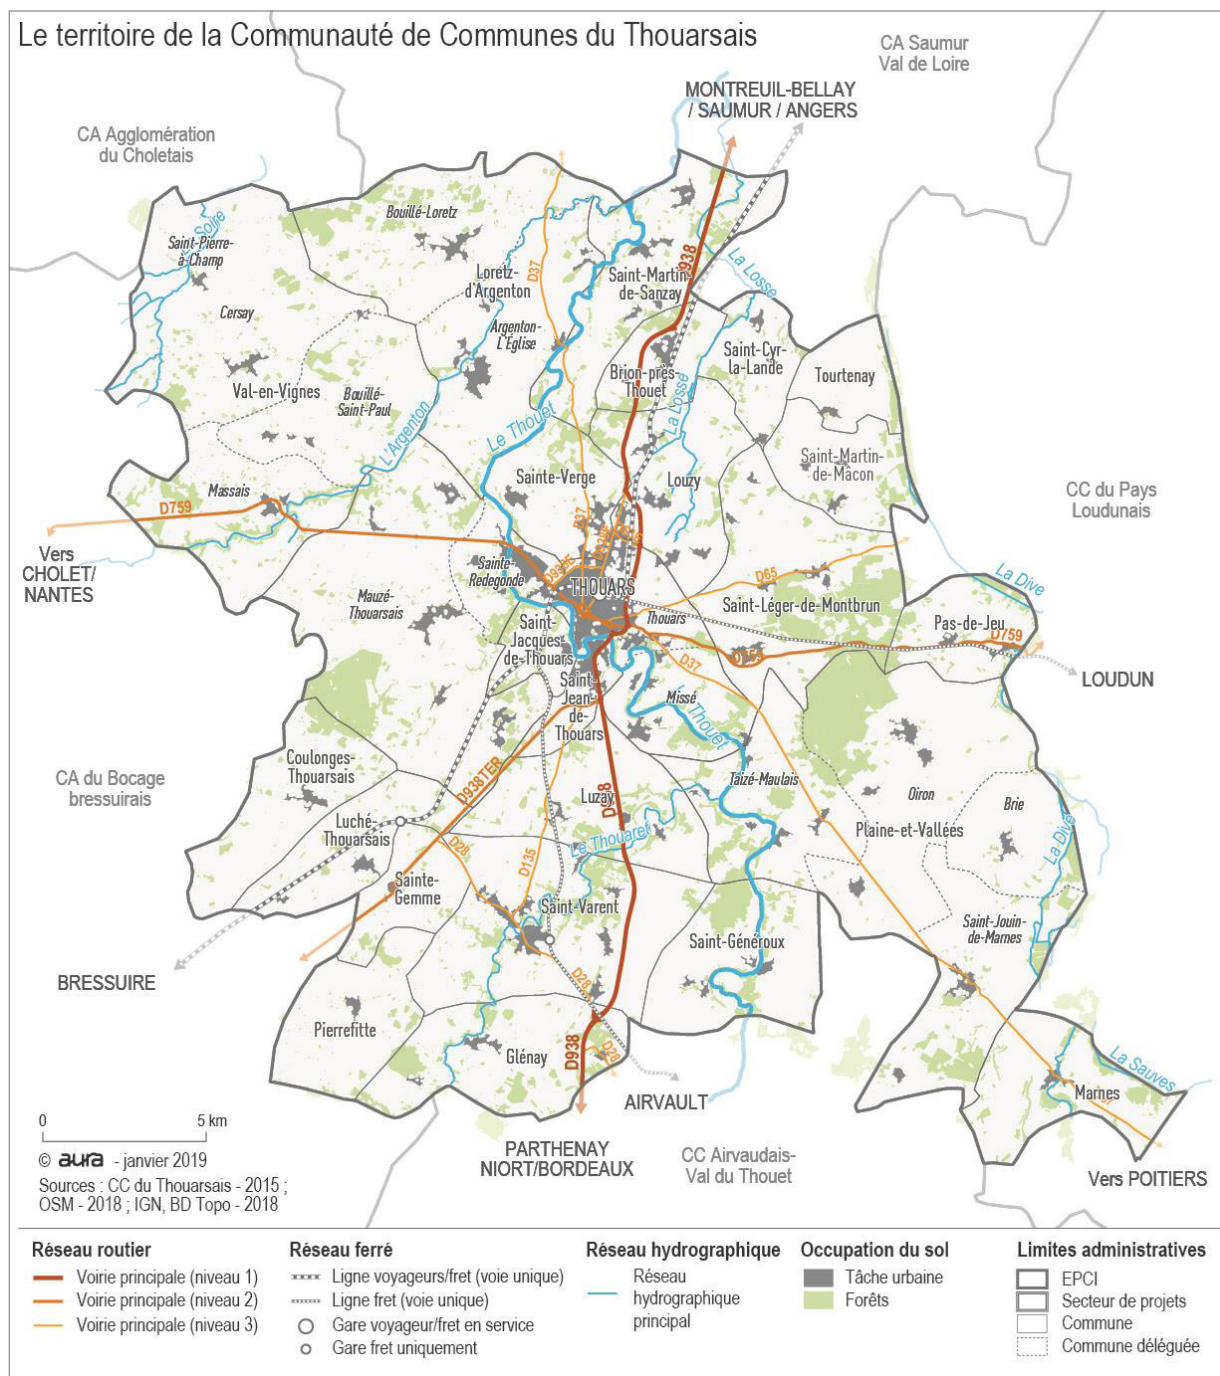 Le territoire de la Communauté de Communes du Thouarsais
CA Saumur
Val de Loire
MONTREUIL-BELLAY
/ SAUMUR / ANGERS
CA Agglomération
du Choletais
Bouillé-Loretz
Soire
Saint-Pierre-
à-Champ
D37
Loretz-
d'Argenton
Saint-Martin-
de-Sanzay
938
La Losse
Cersay
Argenton-
L'Église
Saint-Cyr-
la-Lande
Brion-près-
Thouet
Tourtenay
Val-en-Vignes
Bouillé-
Saint-Paul
L'Argenton
Le Thouet
La Losse
Saint-Martin-
de-Mâcon
Sainte-Verge
Louzy
CC du Pays
Loudunais
Massais
D759
D37
Vers
CHOLET/
NANTES
Sainte-
Redegonde
D938E
THOUARS
D65
La Dive
Mauzé-
Thouarsais
Saint-
Jacques-
de-Thouars
Thouars
Saint-Léger-de-Montbrun
Pas-de-Jeu
D759
D759
D37
LOUDUN
Saint-
Jean-
de-
Thouars
Missé
Le Thouet
Coulonges-
Thouarsais
D938TER
CA du Bocage
bressuirais
Taizé-Maulais
Oiron
Brie
Luzay
Luché-
Thouarsais
D28
D135
Le Thouaret
Plaine-et-Vallées
La Dive
Sainte-
Gemme
Saint-Varent
Saint-Jouin-
de-Marnes
Saint-Généroux
BRESSUIRE
D28
Pierrefitte
Glénay
D938
D28
La Sauves
Marnes
AIRVAULT
0 5 km
PARTHENAY
NIORT/BORDEAUX
CC Airvaudais-
Val du Thouet
Vers POITIERS
© aura - janvier 2019
Sources : CC du Thouarsais - 2015 ;
OSM - 2018 ; IGN, BD Topo - 2018
Réseau routier
Voirie principale (niveau 1)
Voirie principale (niveau 2)
Voirie principale (niveau 3)
Réseau ferré
Ligne voyageurs/fret (voie unique)
Ligne fret (voie unique)
Gare voyageur/fret en service
Gare fret uniquement
Réseau hydrographique
Réseau
hydrographique
principal
Occupation du sol
Tâche urbaine
Forêts
Limites administratives
EPCI
Secteur de projets
Commune
Commune déléguée